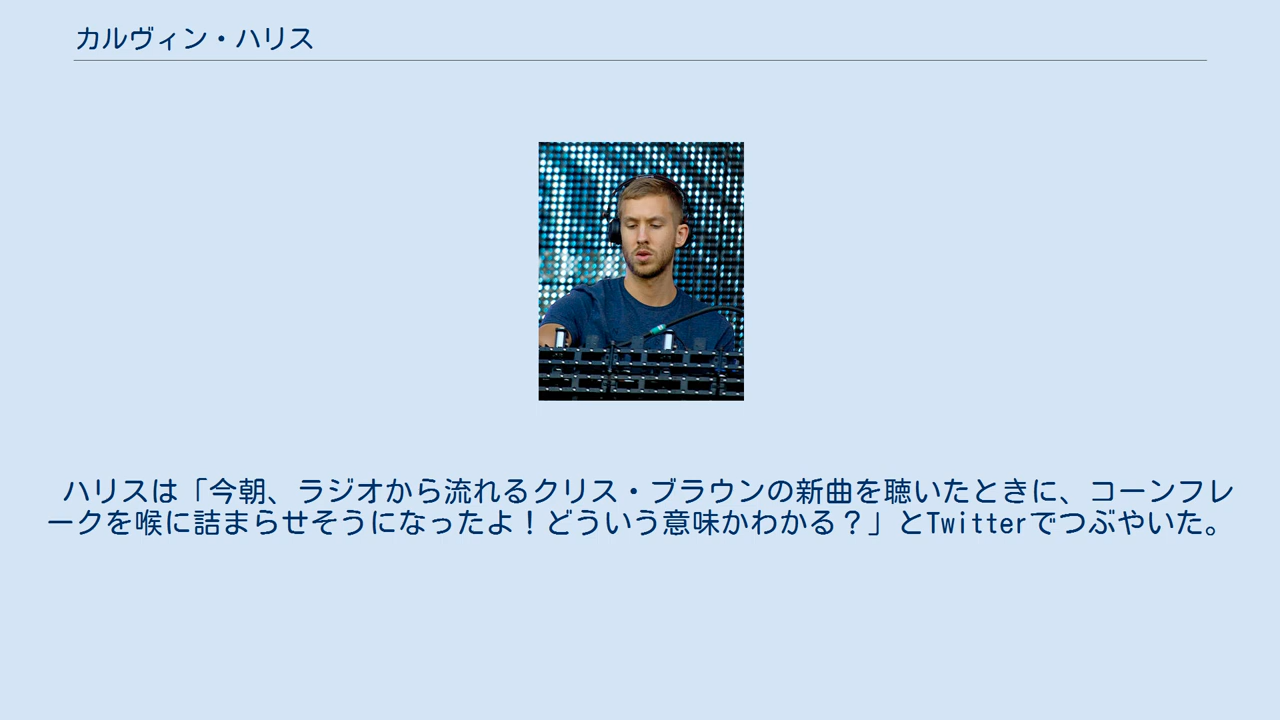 カルヴィン・ハリス
ハリスは「今朝、ラジオから流れるクリス・ブラウンの新曲を聴いたときに、コーンフレ
ークを喉に詰まらせそうになったよ！どういう意味かわかる？」とTwitterでつぶやいた。